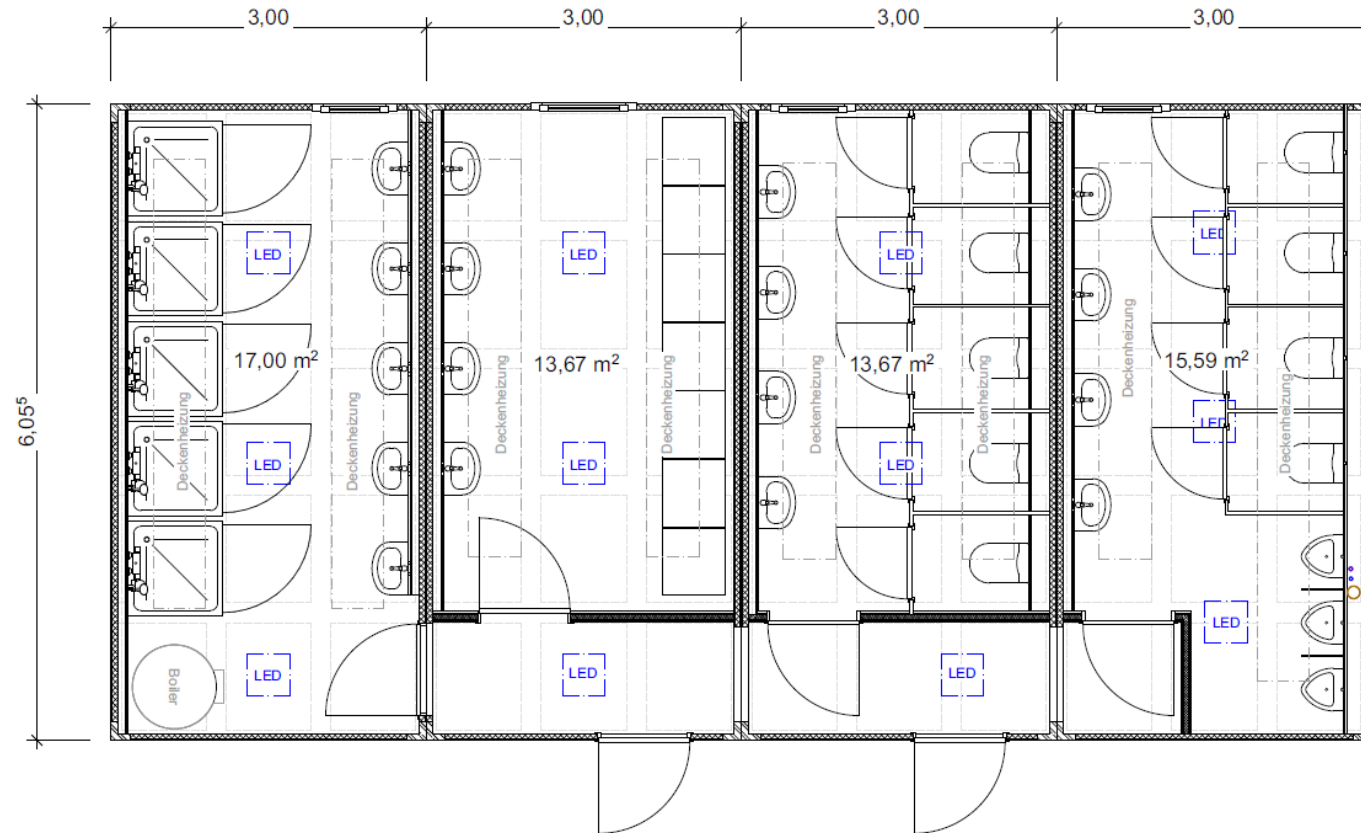 3,00 3,00 3,00 3,00
6,05⁵
LED LED LED LED
17,00 m² 13,67 m² 13,67 m² 15,59 m²
Deckenheizung Deckenheizung Deckenheizung Deckenheizung Deckenheizung Deckenheizung Deckenheizung Deckenheizung
LED LED LED LED
LED
Boiler
LED LED LED